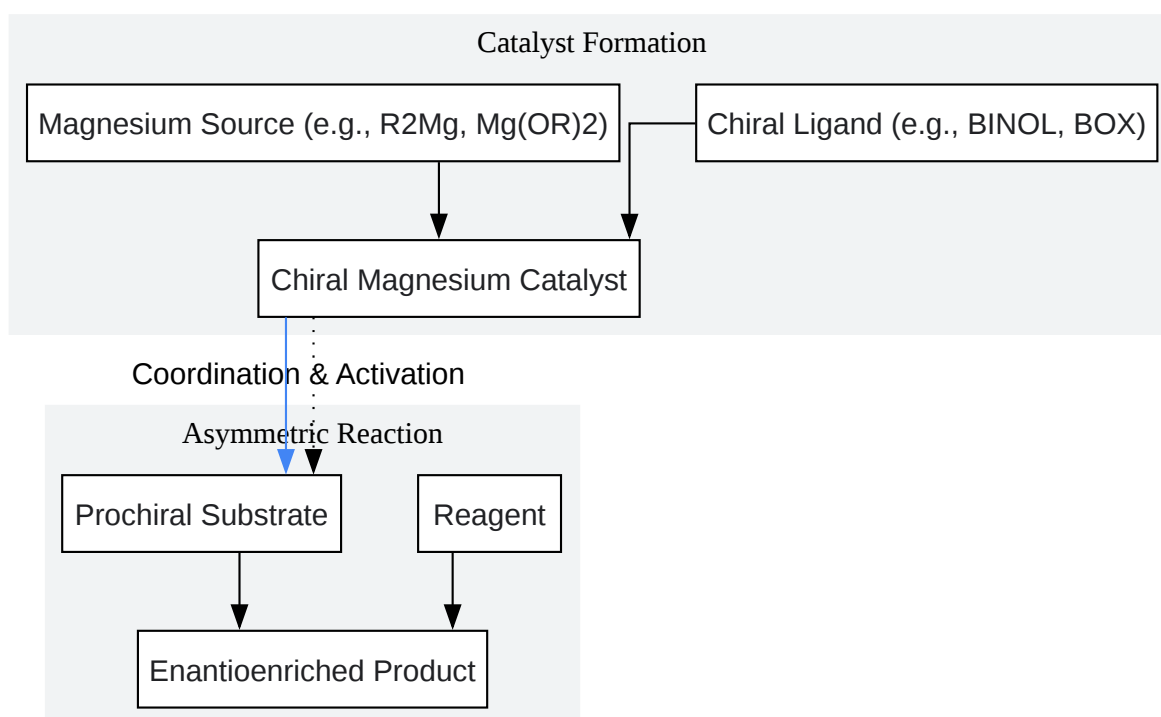 Catalyst Formation
Magnesium Source (e.g., R2Mg, Mg(OR)2)
Chiral Ligand (e.g., BINOL, BOX)
Chiral Magnesium Catalyst
Coordination & Activation
Asymmetric Reaction
Prochiral Substrate
Reagent
Enantioenriched Product